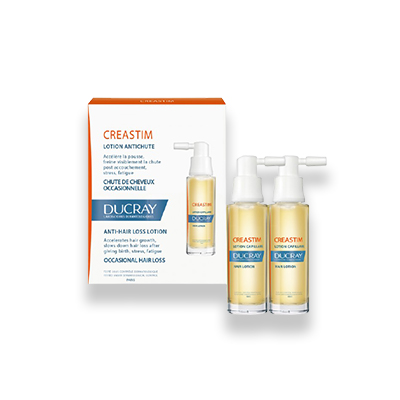 CREASTIM
LOTION ANTICHUTE
Accélère la pousse,
freine visiblement la chute
post accouchement,
stress, fatigue
CHUTE DE CHEVEUX
OCCASIONNELLE
DUCRAY
LABORATOIRES DERMATOLOGIQUES
ANTI-HAIR LOSS LOTION
Accelerates hair growth,
slows down hair loss after
giving birth, stress, fatigue
OCCASIONAL HAIR LOSS
CREASTIM
LOTION CAPILLAIRE
DUCRAY
HAIR LOTION
CREASTIM
LOTION CAPILLAIRE
DUCRAY
HAIR LOTION